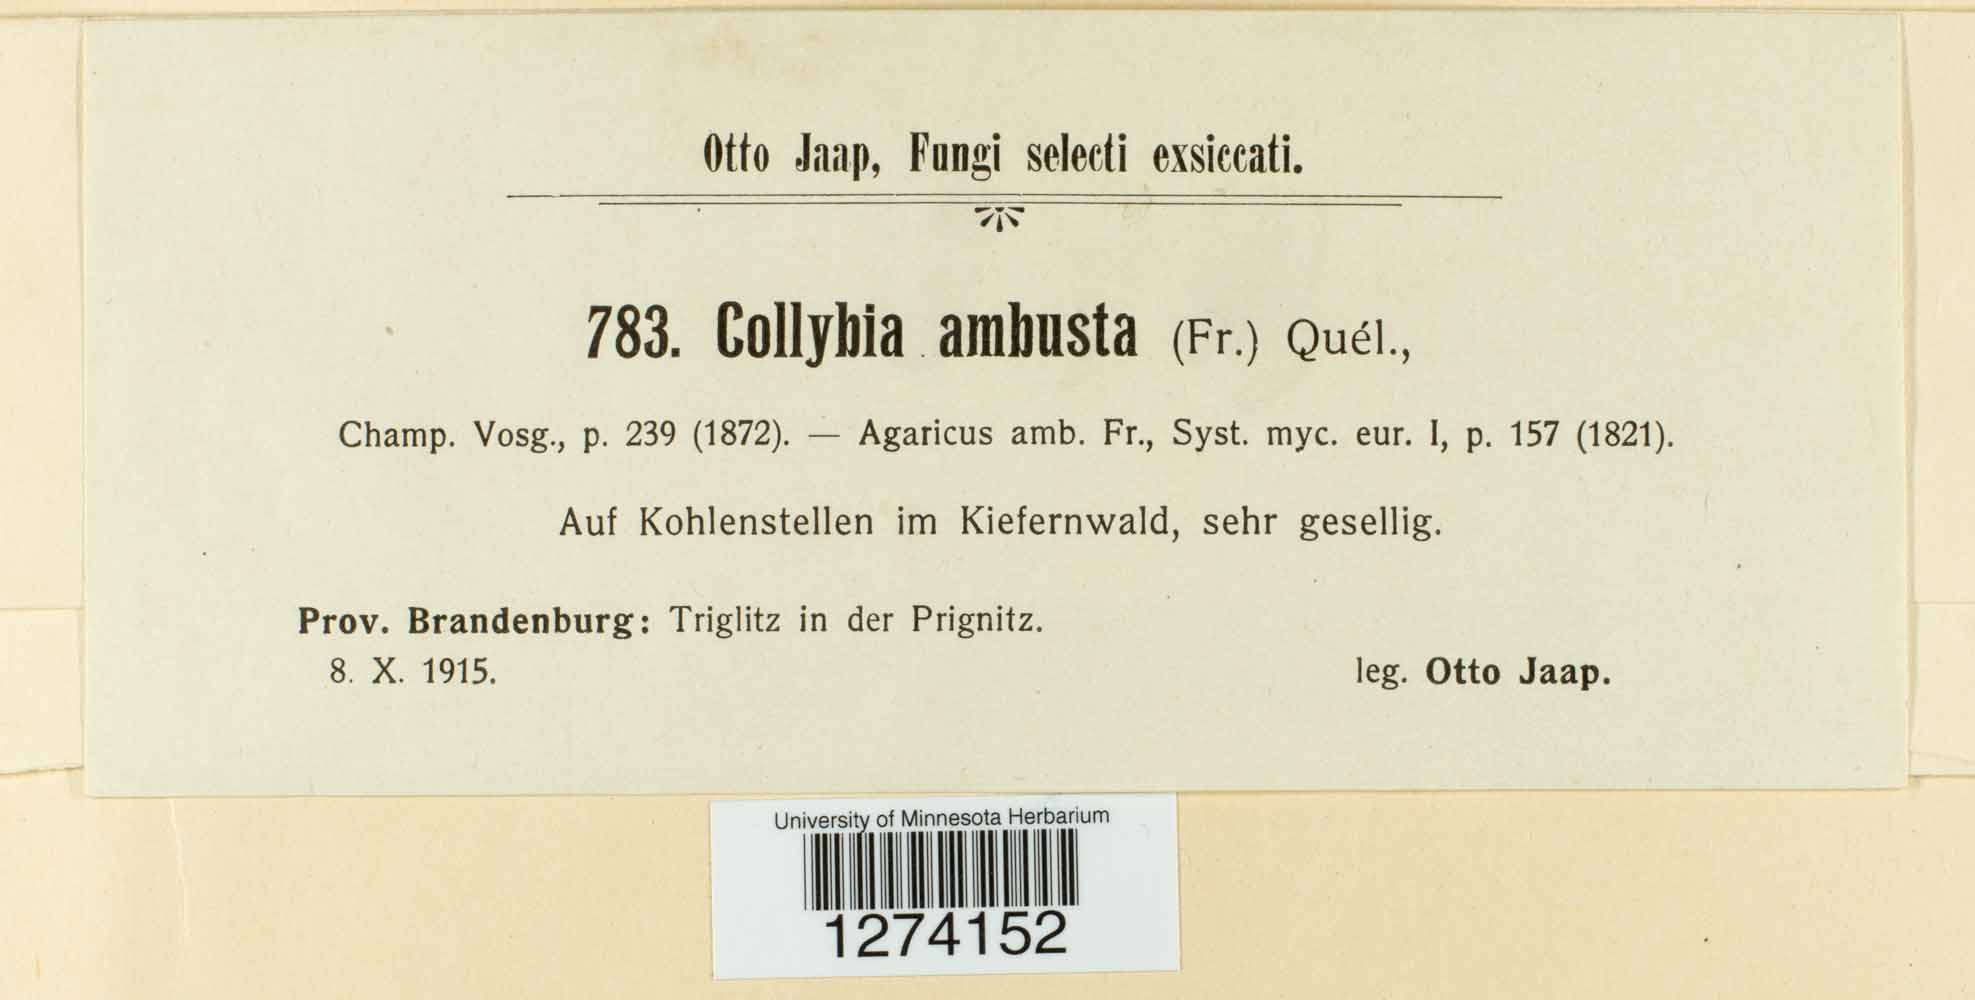 Otto Jaap, Fungi selecti exsiccati.
783. Collybia ambusta (Fr.) Quél.,
Champ. Vosg., p. 239 (1872). — Agaricus amb. Fr., Syst. myc. eur. I, p. 157 (1821).
Auf Kohlenstellen im Kiefernwald, sehr gesellig.
Prov. Brandenburg: Triglitz in der Prignitz.
8. X. 1915. leg. Otto Jaap.
University of Minnesota Herbarium
1274152